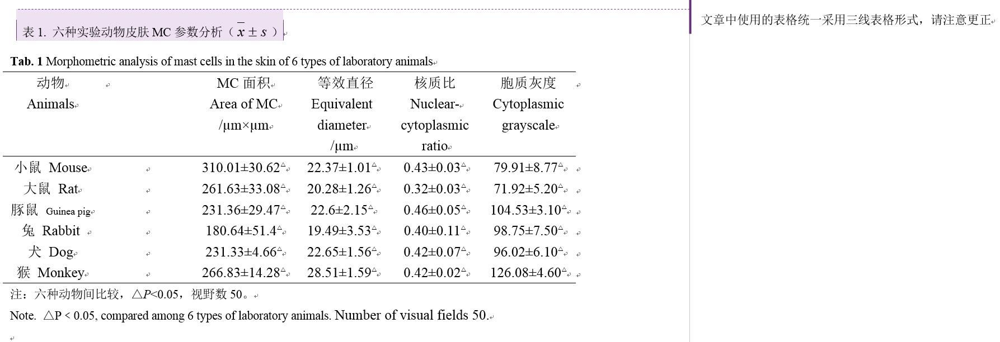 表 1.  六种实验动物皮肤 MC 参数分析（ x̅ ± s ）
文章中使用的表格统一采用三线表格形式，请注意更正
Tab. 1 Morphometric analysis of mast cells in the skin of 6 types of laboratory animals
动物 MC 面积 等效直径 核质比 胞质灰度
Animals Area of MC Equivalent Nuclear- Cytoplasmic
/μm×μm diameter cytoplasmic grayscale
/μm ratio
小鼠 Mouse 310.01±30.62△ 22.37±1.01△ 0.43±0.03△ 79.91±8.77△
大鼠 Rat 261.63±33.08△ 20.28±1.26△ 0.32±0.03△ 71.92±5.20△
豚鼠 Guinea pig 231.36±29.47△ 22.6±2.15△ 0.46±0.05△ 104.53±3.10△
兔 Rabbit 180.64±51.4△ 19.49±3.53△ 0.40±0.11△ 98.75±7.50△
犬 Dog 231.33±4.66△ 22.65±1.56△ 0.42±0.07△ 96.02±6.10△
猴 Monkey 266.83±14.28△ 28.51±1.59△ 0.42±0.02△ 126.08±4.60△
注：六种动物间比较，△P<0.05，视野数 50。
Note. △P < 0.05, compared among 6 types of laboratory animals. Number of visual fields 50.